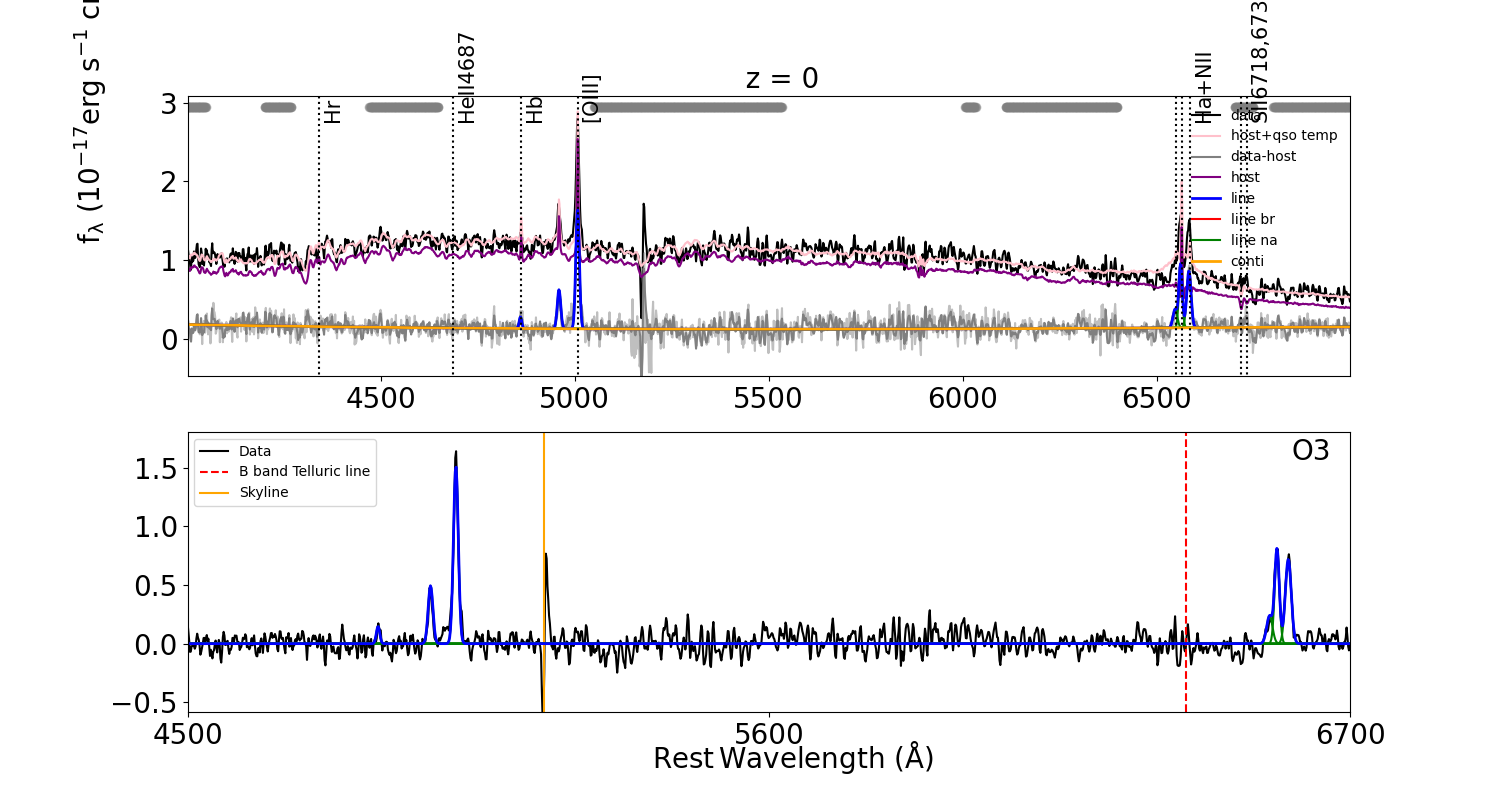 z = 0
Hr
HeII4687
Hb
[OIII]
Ha+NII
SII6718,673
f_λ (10^−17 erg s^−1 c
3
2
1
0
data
host+qso temp
data-host
host
line
line br
line na
conti
4500 5000 5500 6000 6500
O3
Data
B band Telluric line
Skyline
1.5
1.0
0.5
0.0
−0.5
4500 5600 6700
Rest Wavelength (Å)